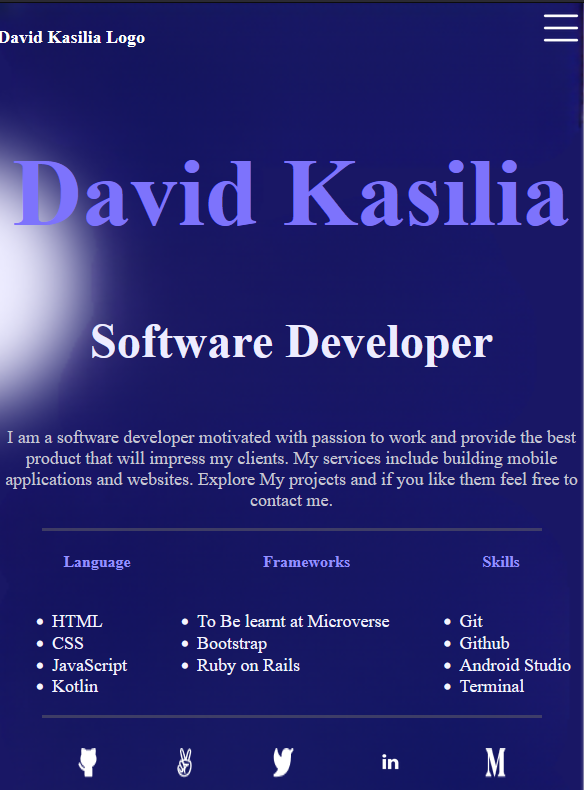 David Kasilia Logo
David Kasilia
Software Developer
I am a software developer motivated with passion to work and provide the best
product that will impress my clients. My services include building mobile
applications and websites. Explore My projects and if you like them feel free to
contact me.
Language
Frameworks
Skills
HTML
To Be learnt at Microverse
Git
CSS
Bootstrap
Github
JavaScript
Ruby on Rails
Android Studio
Kotlin
Terminal
in
M